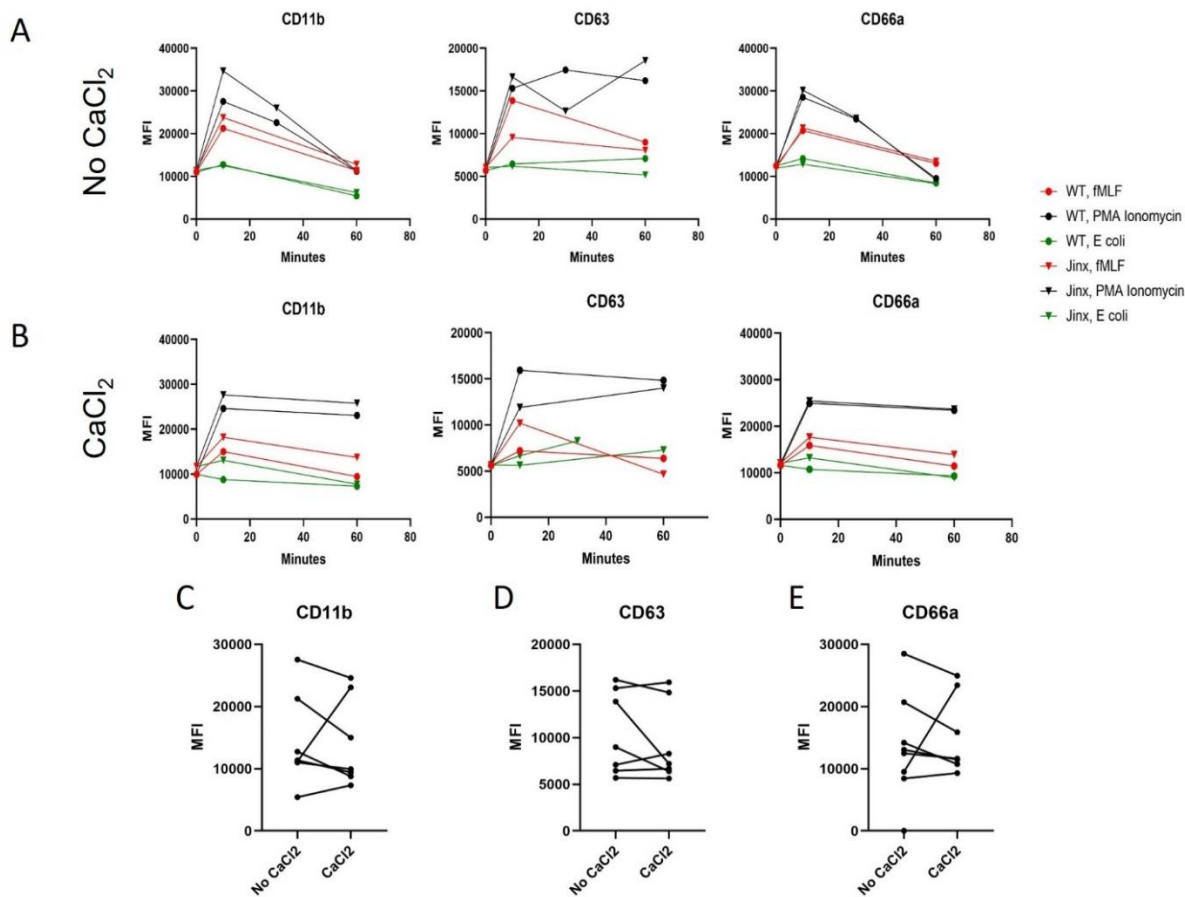 A
No CaCl₂
CD11b
MFI
40000
30000
20000
10000
0
0 20 40 60 80
Minutes
CD63
MFI
20000
15000
10000
5000
0
0 20 40 60 80
Minutes
CD66a
MFI
40000
30000
20000
10000
0
0 20 40 60 80
Minutes
WT, fMLF
WT, PMA Ionomycin
WT, E coli
Jinx, fMLF
Jinx, PMA Ionomycin
Jinx, E coli
B
CaCl₂
CD11b
MFI
40000
30000
20000
10000
0
0 20 40 60 80
Minutes
CD63
MFI
20000
15000
10000
5000
0
0 20 40 60
Minutes
CD66a
MFI
40000
30000
20000
10000
0
0 20 40 60 80
Minutes
C
CD11b
MFI
30000
20000
10000
0
No CaCl2 CaCl2
D
CD63
MFI
20000
15000
10000
5000
0
No CaCl2 CaCl2
E
CD66a
MFI
30000
20000
10000
0
No CaCl2 CaCl2